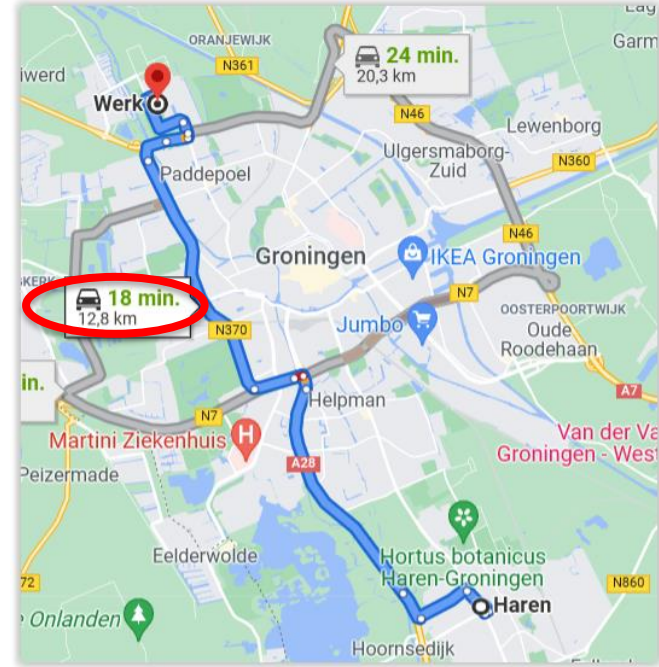 Lag
ORANJEWIJK
N361
24 min.
20,3 km
Garm
iwerd
Werk
N46
Lewenborg
Ulgersmaborg-
Zuid
N360
Paddepoel
N46
Groningen
IKEA Groningen
18 min.
12,8 km
N7
OOSTERPOORTWIJK
N370
Jumbo
Oude
Roodehaan
in.
Helpman
A7
N7
Martini Ziekenhuis
H
Van der Va
Groningen - West
A28
Peizermade
Eelderwolde
Hortus botanicus
Haren-Groningen
72
N860
Haren
Onlanden
Hoornsedijk